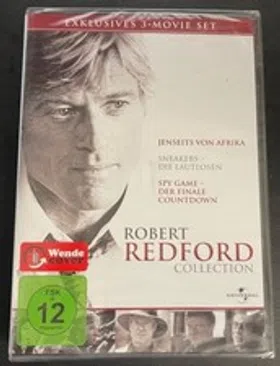 EXKLUSIVES 3-MOVIE SET
JENSEITS VON AFRIKA
SNEAKERS -
DIE LAUTLOSEN
SPY GAME -
DER FINALE
COUNTDOWN
ROBERT
REDFORD
COLLECTION
Wende
cover
FSK
12
UNIVERSAL